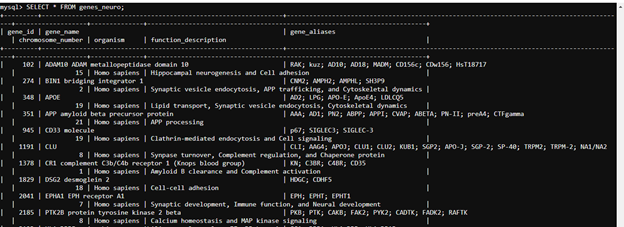 mysql> SELECT * FROM genes_neuro;
| gene_id | gene_name | gene_aliases
| chromosome_number | organism | function_description |
| 102 | ADAM10 ADAM metallopeptidase domain 10 | RAK; kuz; AD10; AD18; MADM; CD156c; CDw156; HsT18717
| 15 | Homo sapiens | Hippocampal neurogenesis and Cell adhesion |
| 274 | BIN1 bridging integrator 1 | CNM2; AMPH2; AMPHL; SH3P9
| 2 | Homo sapiens | Synaptic vesicle endocytosis, APP trafficking, and Cytoskeletal dynamics |
| 348 | APOE | AD2; LPG; APO-E; ApoE4; LDLCQ5
| 19 | Homo sapiens | Lipid transport, Synaptic vesicle endocytosis, Cytoskeletal dynamics |
| 351 | APP amyloid beta precursor protein | AAA; AD1; PN2; ABPP; APPI; CVAP; ABETA; PN-II; preA4; CTFgamma
| 21 | Homo sapiens | APP processing |
| 945 | CD33 molecule | p67; SIGLEC3; SIGLEC-3
| 19 | Homo sapiens | Clathrin-mediated endocytosis and Cell signaling |
| 1191 | CLU | CLI; AAG4; APOJ; CLU1; CLU2; KUB1; SGP2; APO-J; SGP-2; SP-40; TRPM2; TRPM-2; NA1/NA2
| 8 | Homo sapiens | Synpase turnover, Complement regulation, and Chaperone protein |
| 1378 | CR1 complement C3b/C4b receptor 1 (Knops blood group) | KN; C3BR; C4BR; CD35
| 1 | Homo sapiens | Amyloid B clearance and Complement activation |
| 1829 | DSG2 desmoglein 2 | HDGC; CDHF5
| 18 | Homo sapiens | Cell-cell adhesion |
| 2041 | EPHA1 EPH receptor A1 | EPH; EPHT; EPHT1
| 7 | Homo sapiens | Synaptic development, Immune function, and Neural development |
| 2185 | PTK2B protein tyrosine kinase 2 beta | PKB; PTK; CAKB; FAK2; PYK2; CADTK; FADK2; RAFTK
| 8 | Homo sapiens | Calcium homeostasis and MAP kinase signaling |